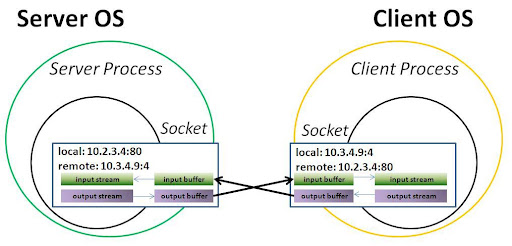 Server OS
Client OS
Server Process
Client Process
Socket
Socket
local: 10.2.3.4:80
remote: 10.3.4.9:4
input stream
input buffer
output stream
output buffer
local: 10.3.4.9:4
remote: 10.2.3.4:80
input buffer
input stream
output buffer
output stream